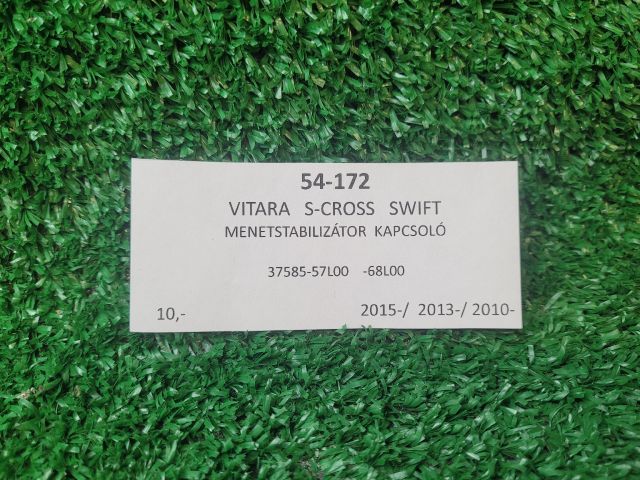 54-172
VITARA S-CROSS SWIFT
MENETSTABILIZÁTOR KAPCSOLÓ
37585-57L00 -68L00
10,- 2015-/ 2013-/ 2010-